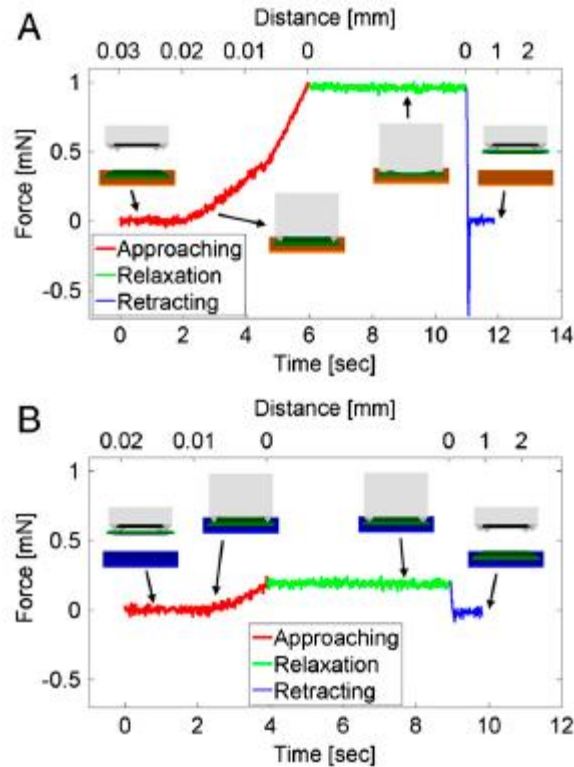 A
Distance [mm]
0.03 0.02 0.01 0 0 1 2
1
0.5
0
-0.5
Force [mN]
Approaching
Relaxation
Retracting
0 2 4 6 8 10 12 14
Time [sec]
B
Distance [mm]
0.02 0.01 0 0 1 2
1
0.5
0
-0.5
Force [mN]
Approaching
Relaxation
Retracting
0 2 4 6 8 10 12
Time [sec]